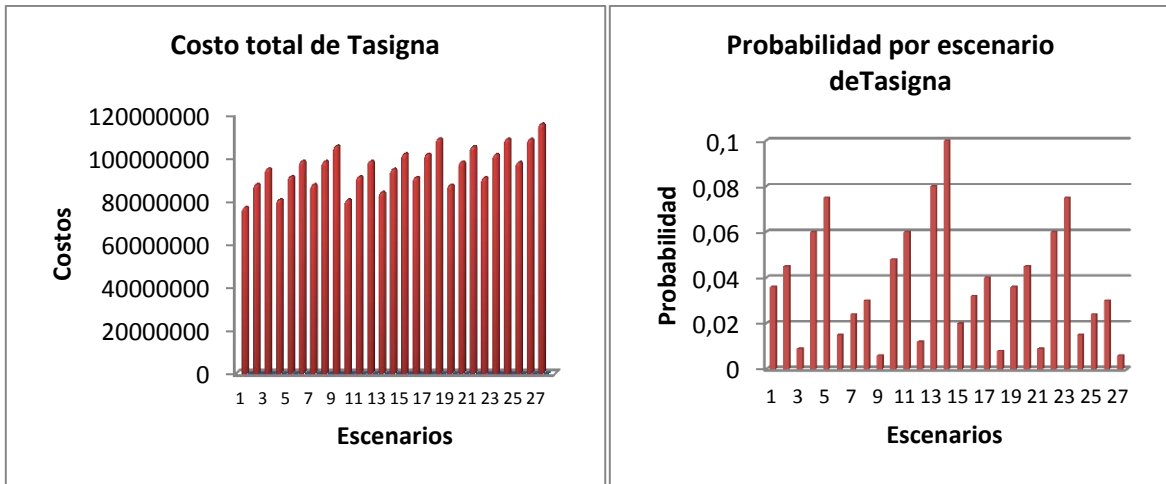 Costo total de Tasigna
120000000
100000000
80000000
60000000
40000000
20000000
0
Costos
1 3 5 7 9 11 13 15 17 19 21 23 25 27
Escenarios
Probabilidad por escenario
deTasigna
0,1
0,08
0,06
0,04
0,02
0
Probabilidad
1 3 5 7 9 11 13 15 17 19 21 23 25 27
Escenarios